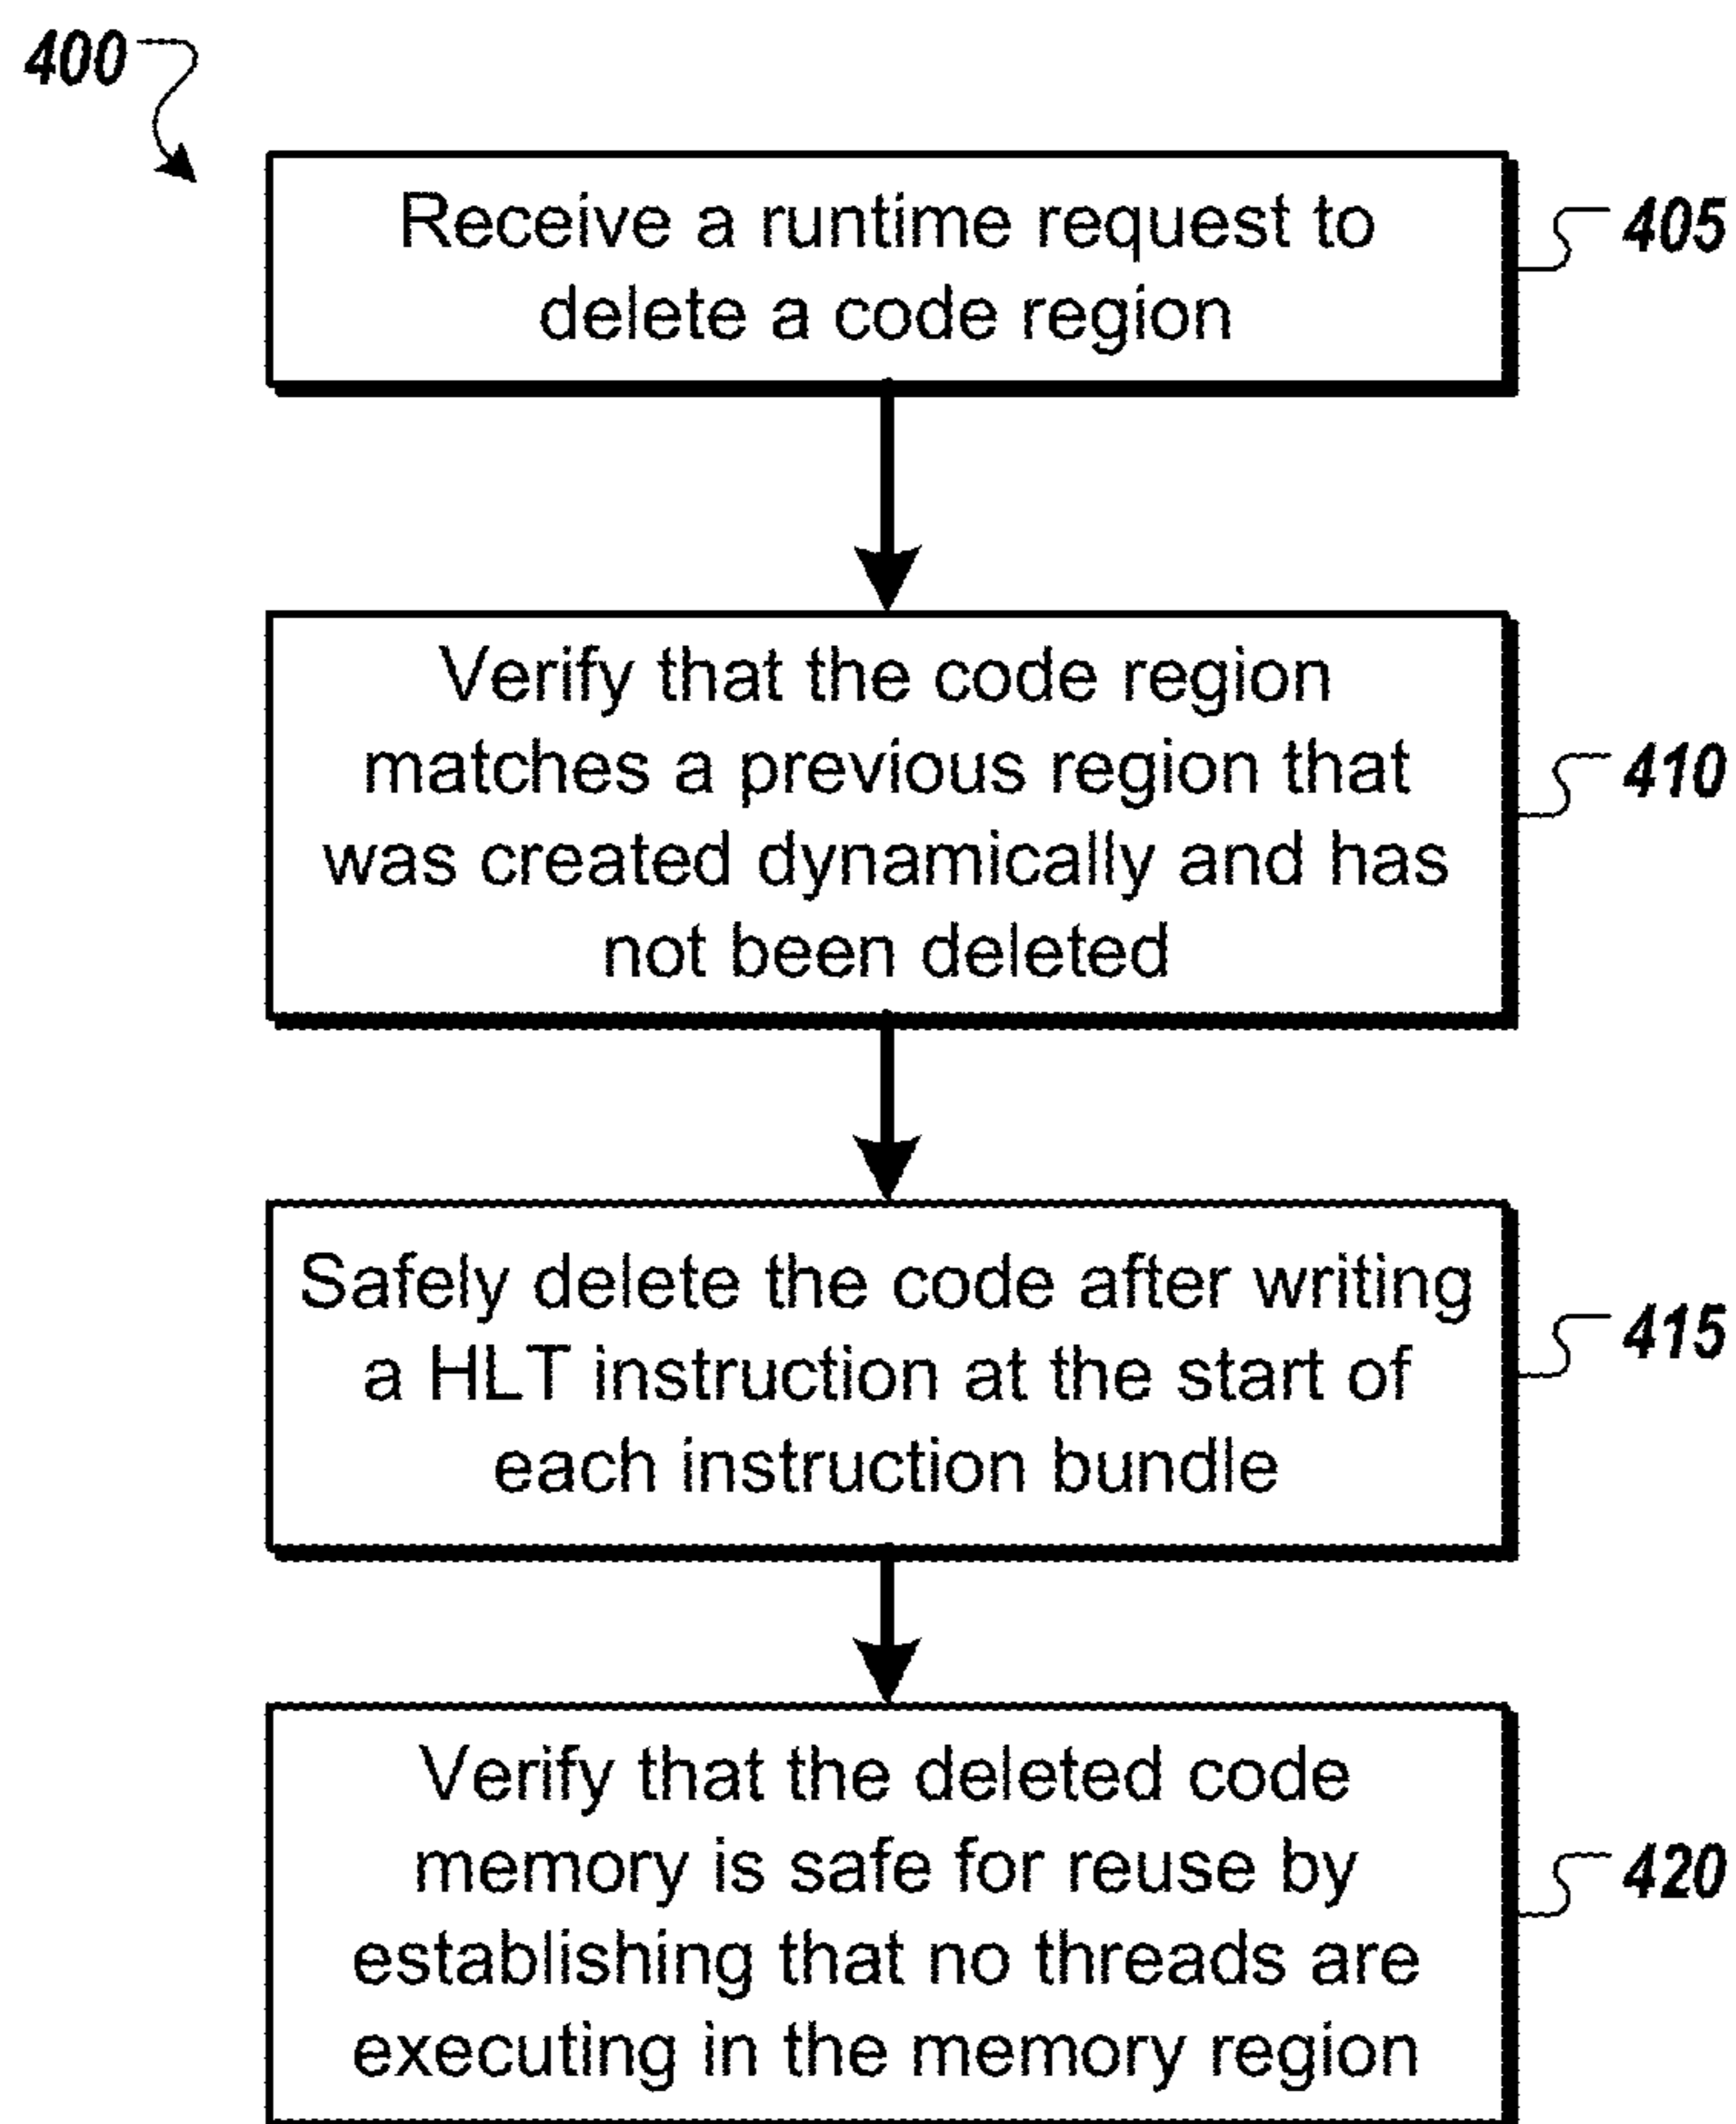 400
Receive a runtime request to
delete a code region
405
Verify that the code region
matches a previous region that
was created dynamically and has
not been deleted
410
Safely delete the code after writing
a HLT instruction at the start of
each instruction bundle
415
Verify that the deleted code
memory is safe for reuse by
establishing that no threads are
executing in the memory region
420